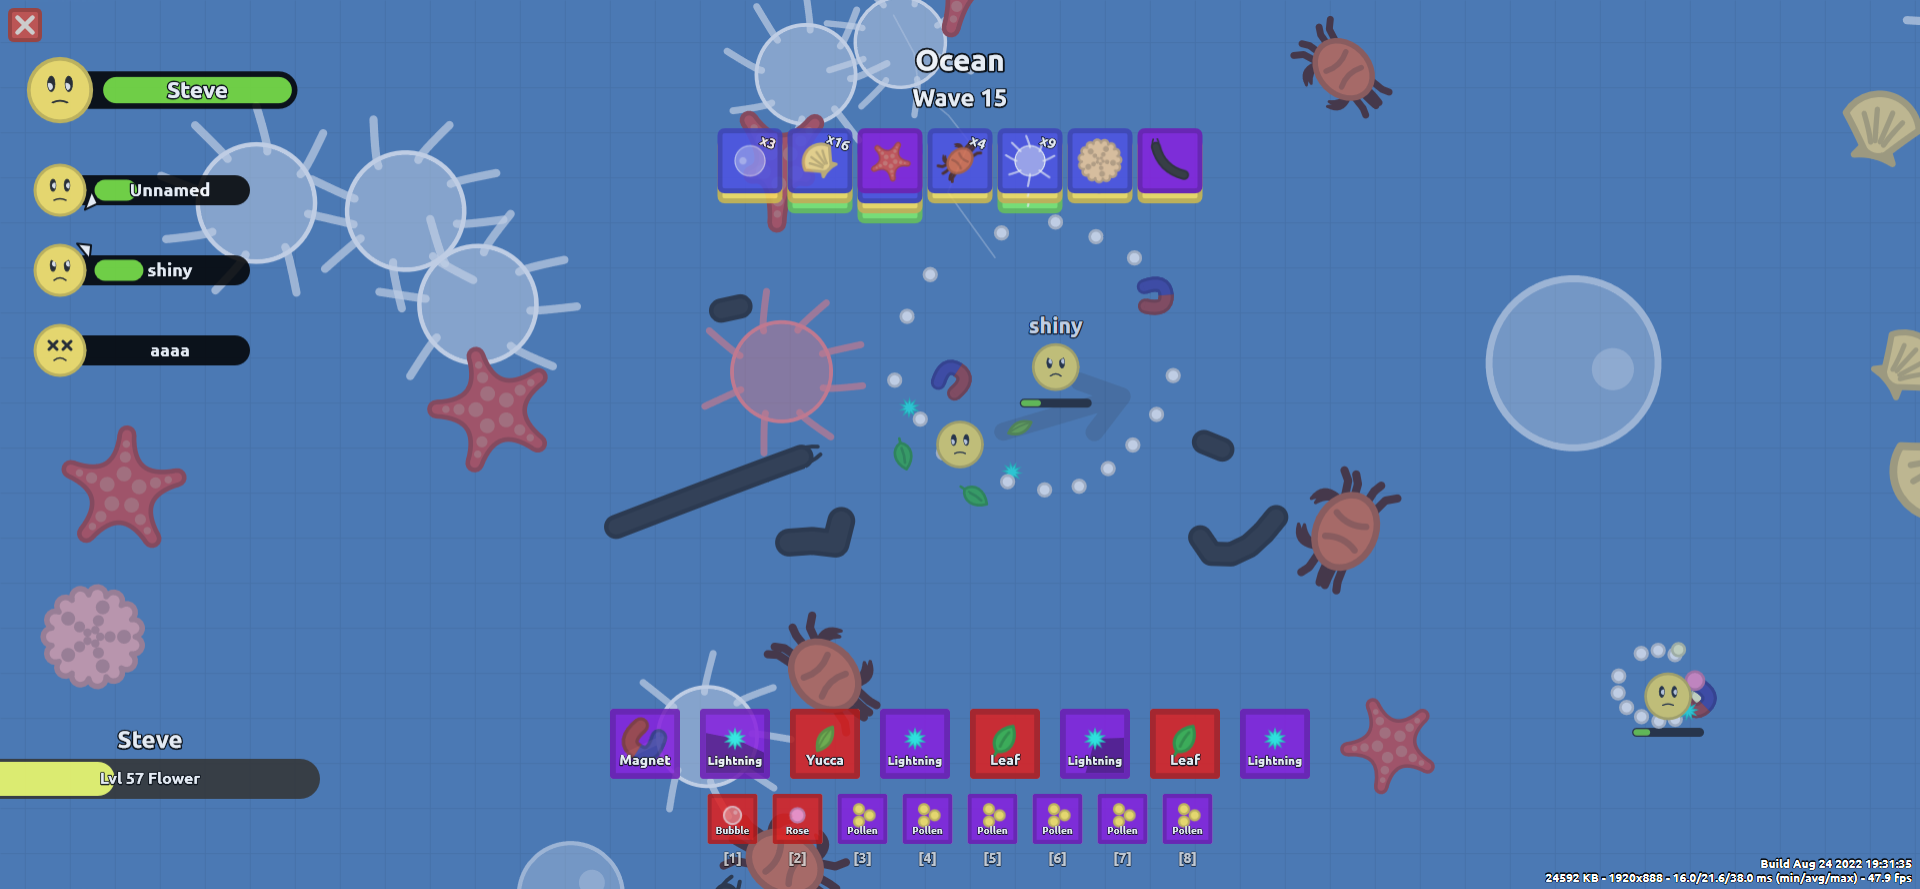 Ocean
Wave 15
x3
x16
x4
x9
Steve
Unnamed
shiny
aaaa
shiny
Steve
Lvl 57 Flower
Magnet
Lightning
Yucca
Lightning
Leaf
Lightning
Leaf
Lightning
Bubble
Rose
Pollen
Pollen
Pollen
Pollen
Pollen
Pollen
[1]
[2]
[3]
[4]
[5]
[6]
[7]
[8]
Build Aug 24 2022 19:31:35
24592 KB - 1920x888 - 16.0/21.6/38.0 ms (min/avg/max) - 47.9 fps